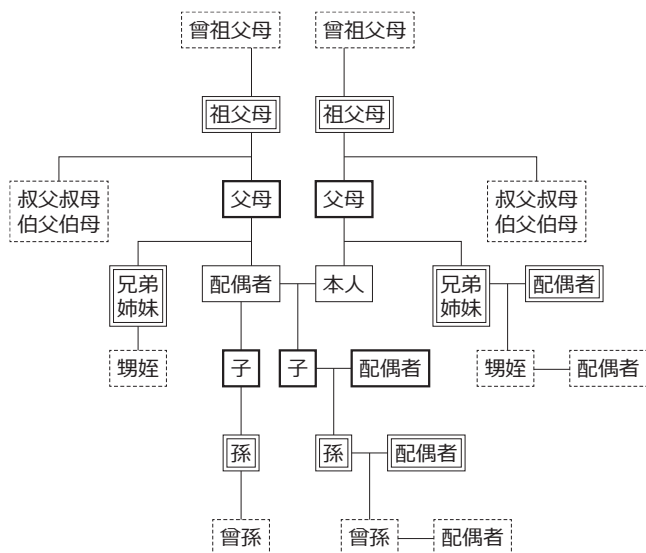 曾祖父母
曾祖父母
祖父母
祖父母
叔父叔母
伯父伯母
父母
父母
叔父叔母
伯父伯母
兄弟
姉妹
配偶者
本人
兄弟
姉妹
配偶者
甥姪
子
子
配偶者
甥姪
配偶者
孫
孫
配偶者
曾孫
曾孫
配偶者